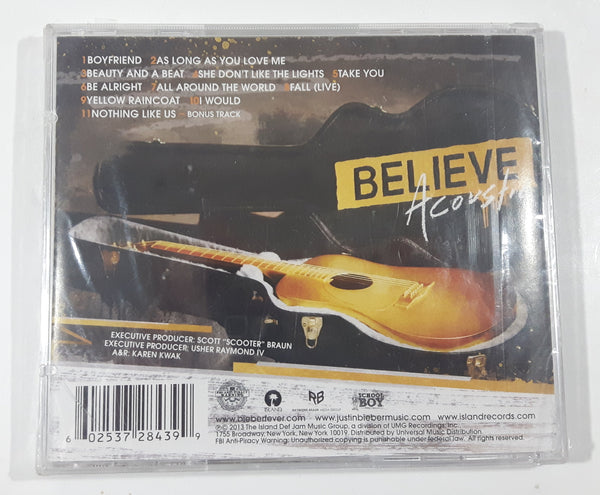 1 BOYFRIEND 2 AS LONG AS YOU LOVE ME
3 BEAUTY AND A BEAT 4 SHE DON'T LIKE THE LIGHTS 5 TAKE YOU
6 BE ALRIGHT 7 ALL AROUND THE WORLD 8 FALL (LIVE)
9 YELLOW RAINCOAT 10 I WOULD
11 NOTHING LIKE US - BONUS TRACK
BELIEVE
Acoustic
EXECUTIVE PRODUCER: SCOTT "SCOOTER" BRAUN
EXECUTIVE PRODUCER: USHER RAYMOND IV
A&R: KAREN KWAK
ISLAND
RB
SCHOOL BOY
www.bieberfever.com www.justinbiebermusic.com www.islandrecords.com
℗ © 2013 The Island Def Jam Music Group, a division of UMG Recordings, Inc.
1755 Broadway, New York, New York 10019. Distributed by Universal Music Distribution.
FBI Anti-Piracy Warning: Unauthorized copying is punishable under federal law. All rights reserved.
6 02537 28439 9